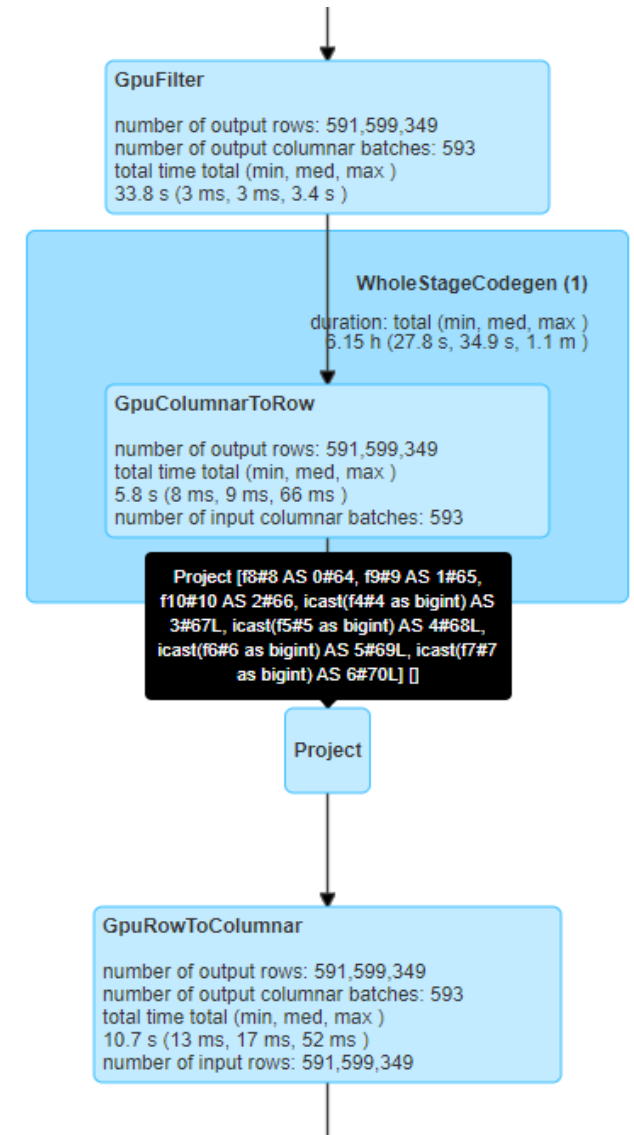 GpuFilter
number of output rows: 591,599,349
number of output columnar batches: 593
total time total (min, med, max )
33.8 s (3 ms, 3 ms, 3.4 s )
WholeStageCodegen (1)
duration: total (min, med, max )
6.15 h (27.8 s, 34.9 s, 1.1 m )
GpuColumnarToRow
number of output rows: 591,599,349
total time total (min, med, max )
5.8 s (8 ms, 9 ms, 66 ms )
number of input columnar batches: 593
Project [f8#8 AS 0#64, f9#9 AS 1#65,
f10#10 AS 2#66, icast(f4#4 as bigint) AS
3#67L, icast(f5#5 as bigint) AS 4#68L,
icast(f6#6 as bigint) AS 5#69L, icast(f7#7
as bigint) AS 6#70L] []
Project
GpuRowToColumnar
number of output rows: 591,599,349
number of output columnar batches: 593
total time total (min, med, max )
10.7 s (13 ms, 17 ms, 52 ms )
number of input rows: 591,599,349